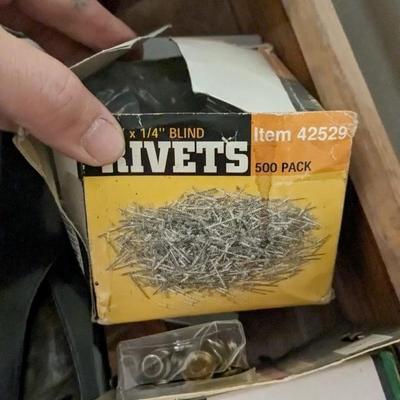 x 1/4" BLIND
RIVETS
Item 42529
500 PACK